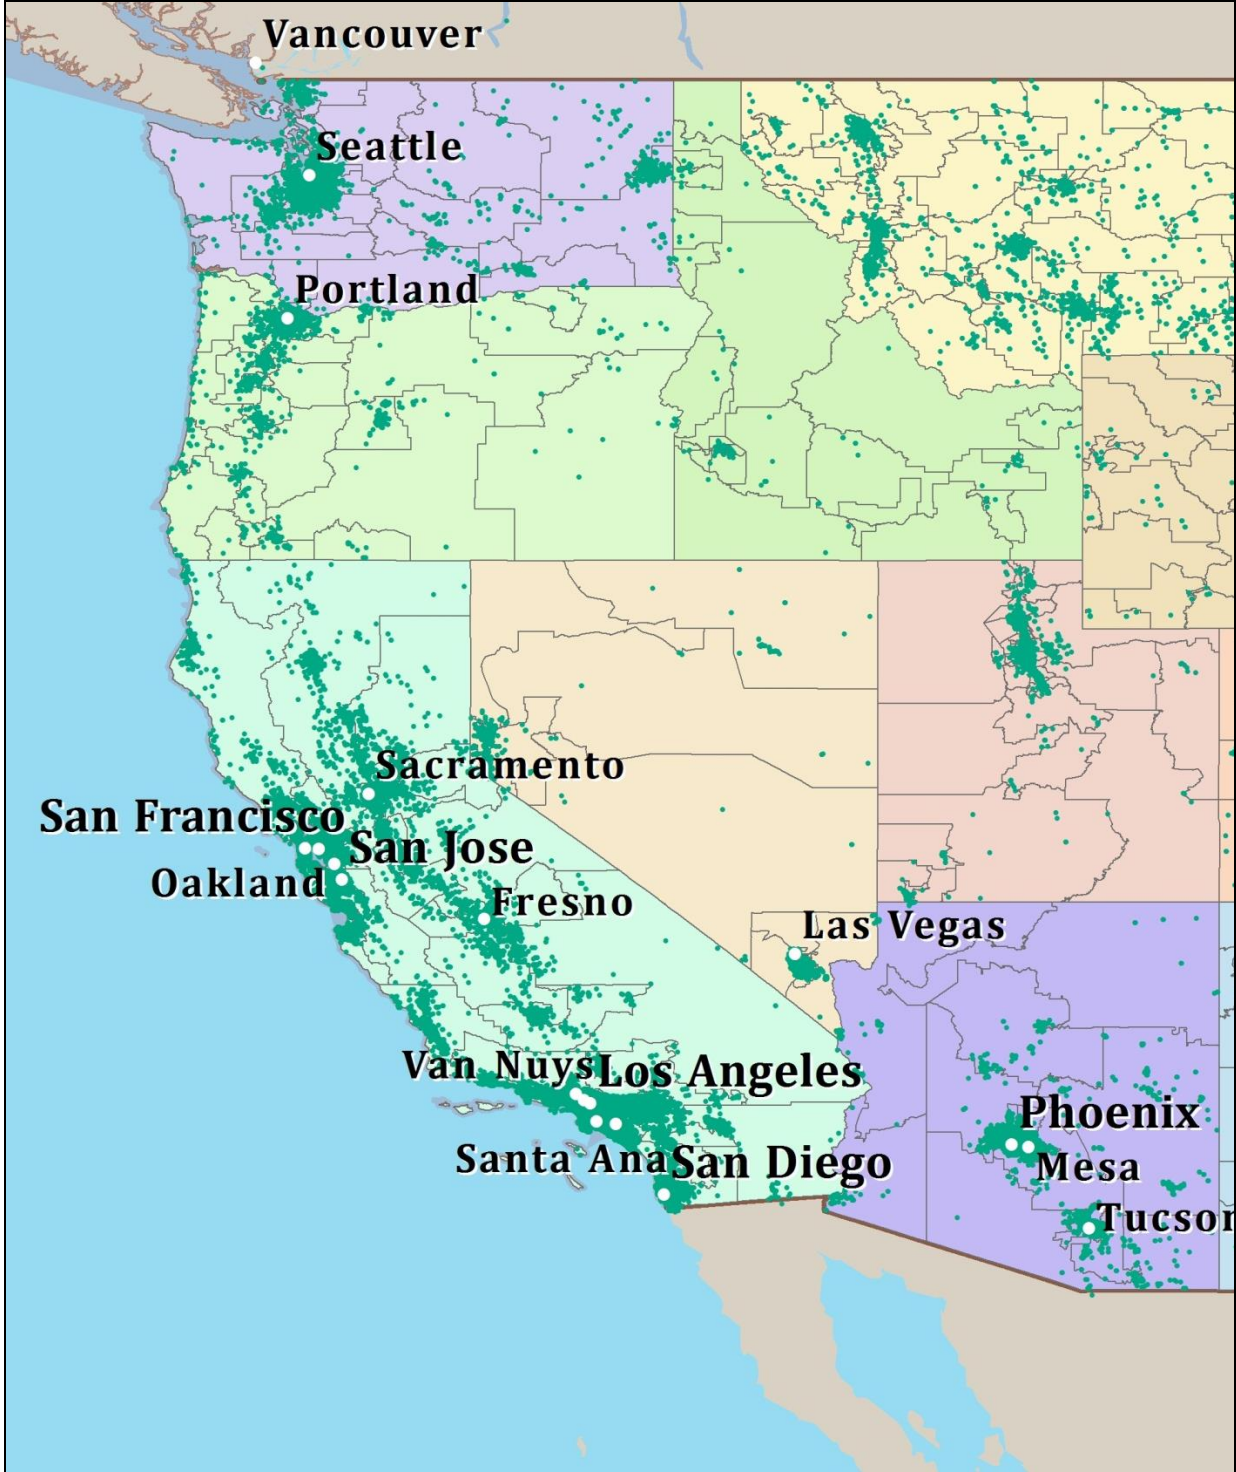 Vancouver
Seattle
Portland
Sacramento
San Francisco
San Jose
Oakland
Fresno
Las Vegas
Van Nuys
Los Angeles
Phoenix
Santa Ana
San Diego
Mesa
Tucson